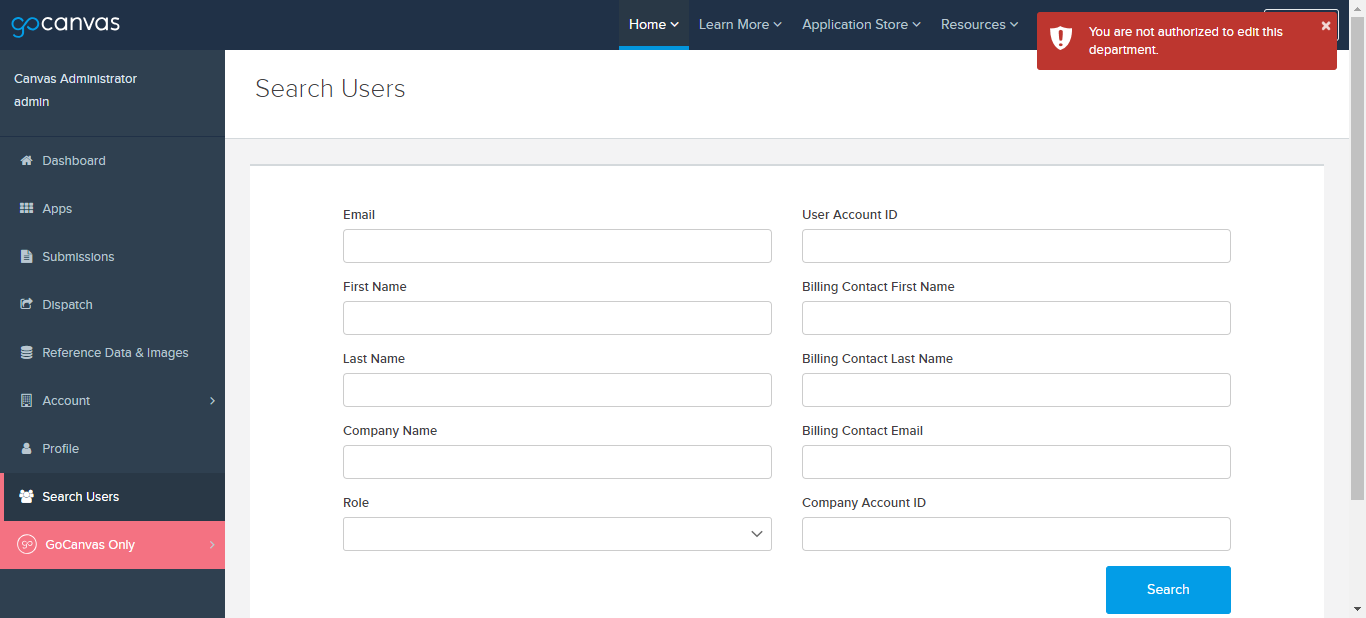 gocanvas
Home
Learn More
Application Store
Resources
You are not authorized to edit this
department.
Canvas Administrator
admin
Dashboard
Apps
Submissions
Dispatch
Reference Data & Images
Account
Profile
Search Users
go
GoCanvas Only
Search Users
Email
User Account ID
First Name
Billing Contact First Name
Last Name
Billing Contact Last Name
Company Name
Billing Contact Email
Role
Company Account ID
Search